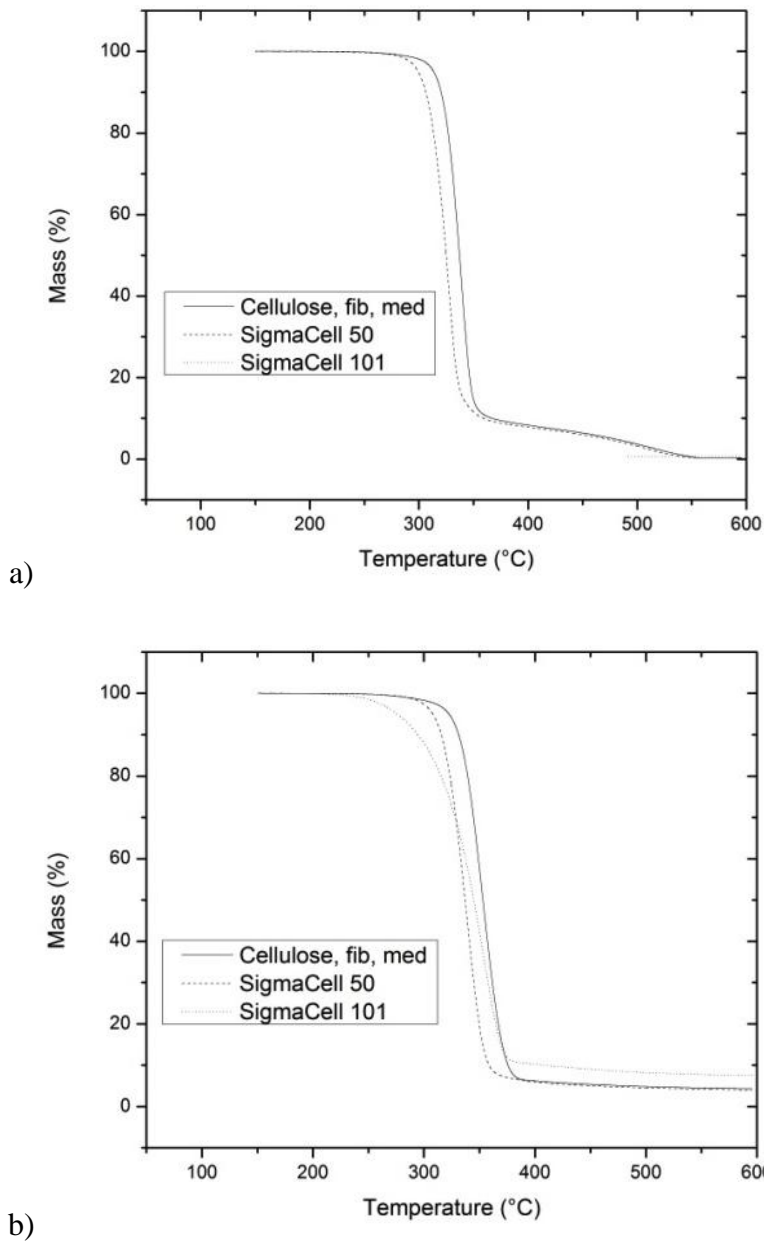 100
80
60
Mass (%)
40
Cellulose, fib, med
SigmaCell 50
20
SigmaCell 101
0
100 200 300 400 500 600
Temperature (°C)
a)
100
80
60
Mass (%)
40
Cellulose, fib, med
SigmaCell 50
20
SigmaCell 101
0
100 200 300 400 500 600
Temperature (°C)
b)